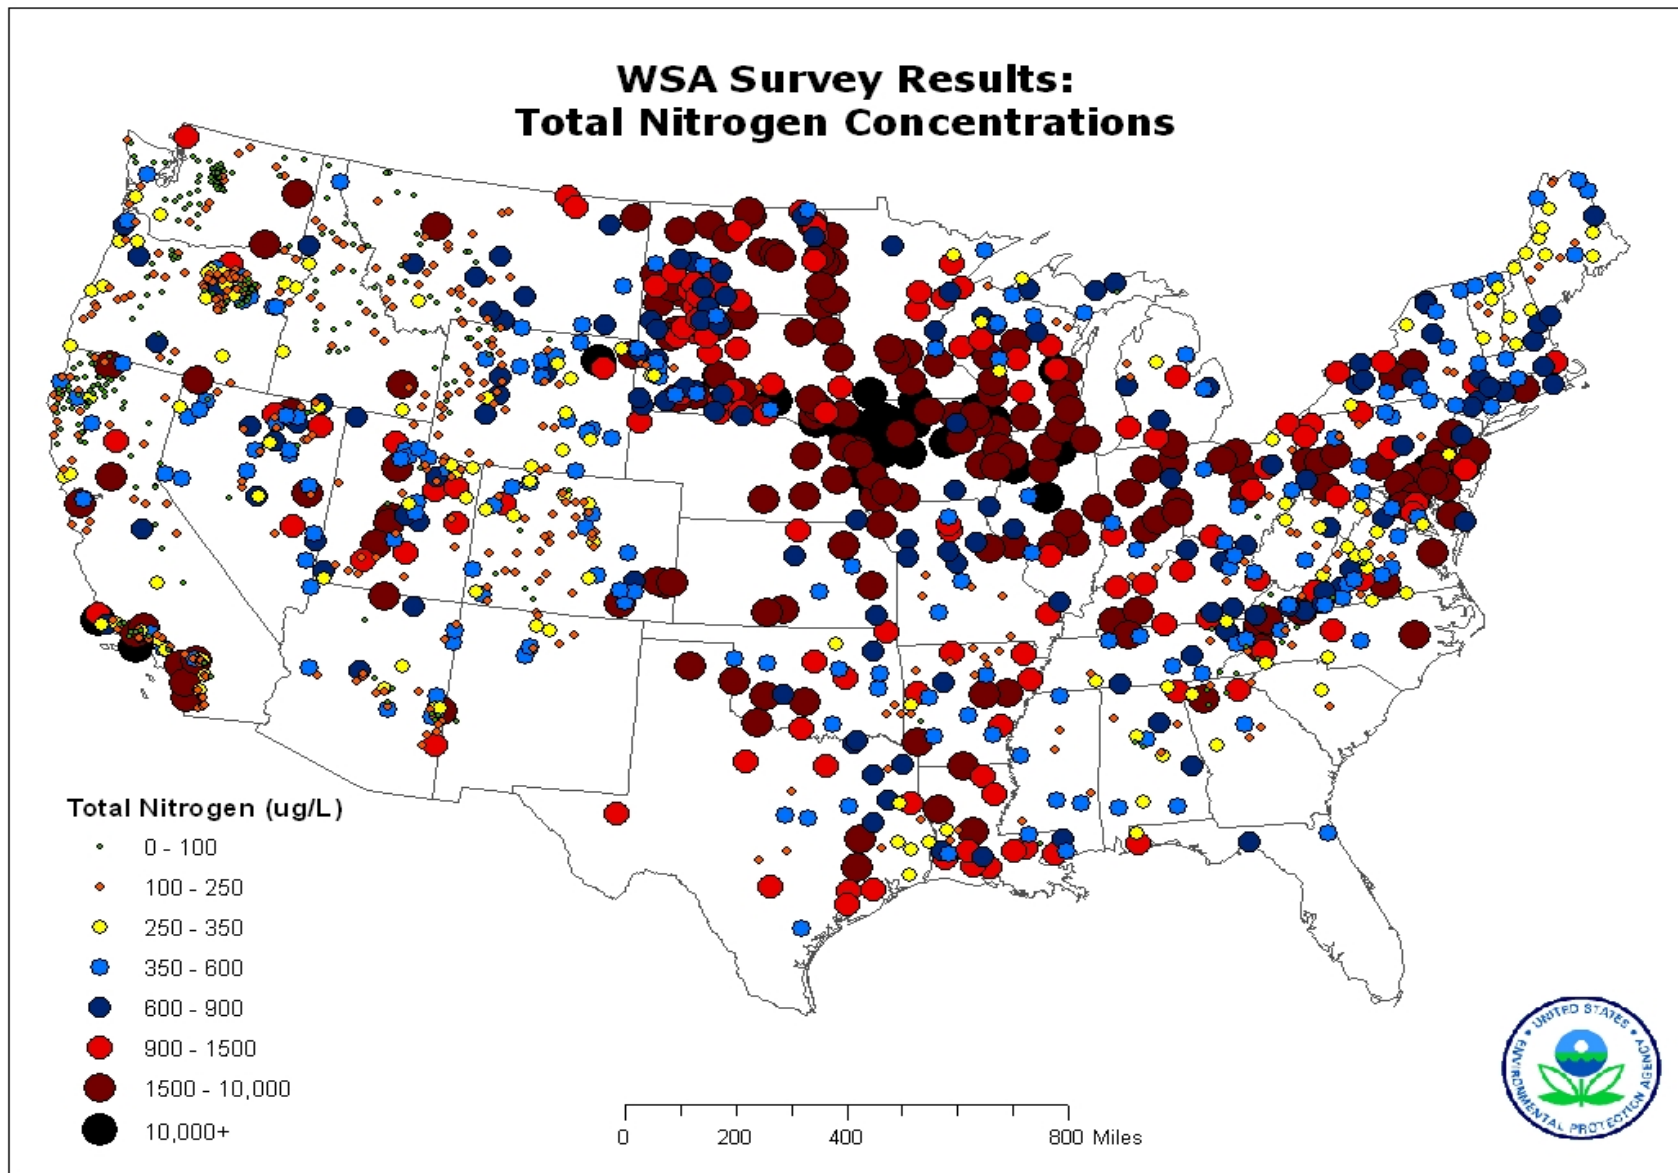 WSA Survey Results:
Total Nitrogen Concentrations
Total Nitrogen (ug/L)
0 - 100
100 - 250
250 - 350
350 - 600
600 - 900
900 - 1500
1500 - 10,000
10,000+
0 200 400 800 Miles
UNITED STATES
ENVIRONMENTAL PROTECTION AGENCY